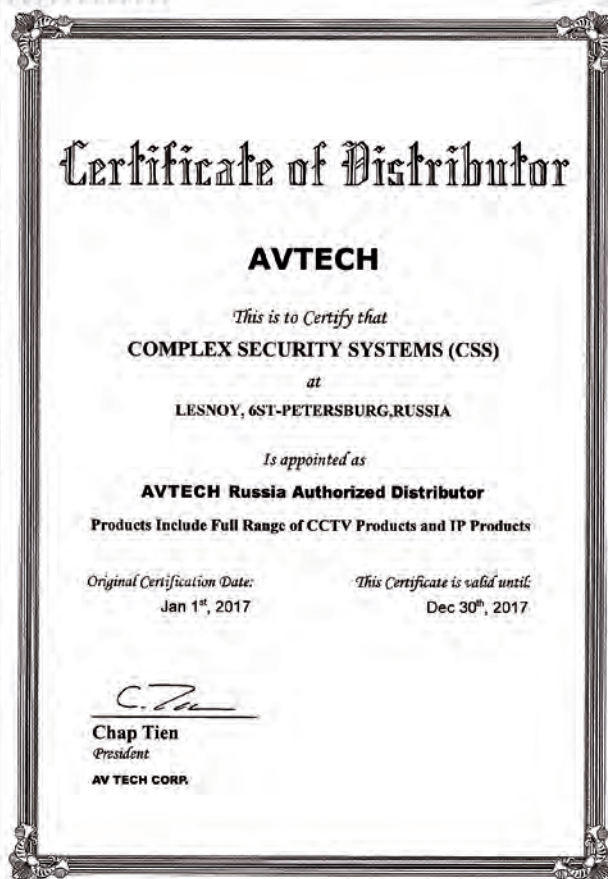 Certificate of Distributor
AVTECH
This is to Certify that
COMPLEX SECURITY SYSTEMS (CSS)
at
LESNOY, 6ST-PETERSBURG,RUSSIA
Is appointed as
AVTECH Russia Authorized Distributor
Products Include Full Range of CCTV Products and IP Products
Original Certification Date: This Certificate is valid until:
Jan 1st, 2017 Dec 30th, 2017
Chap Tien
President
AV TECH CORP.